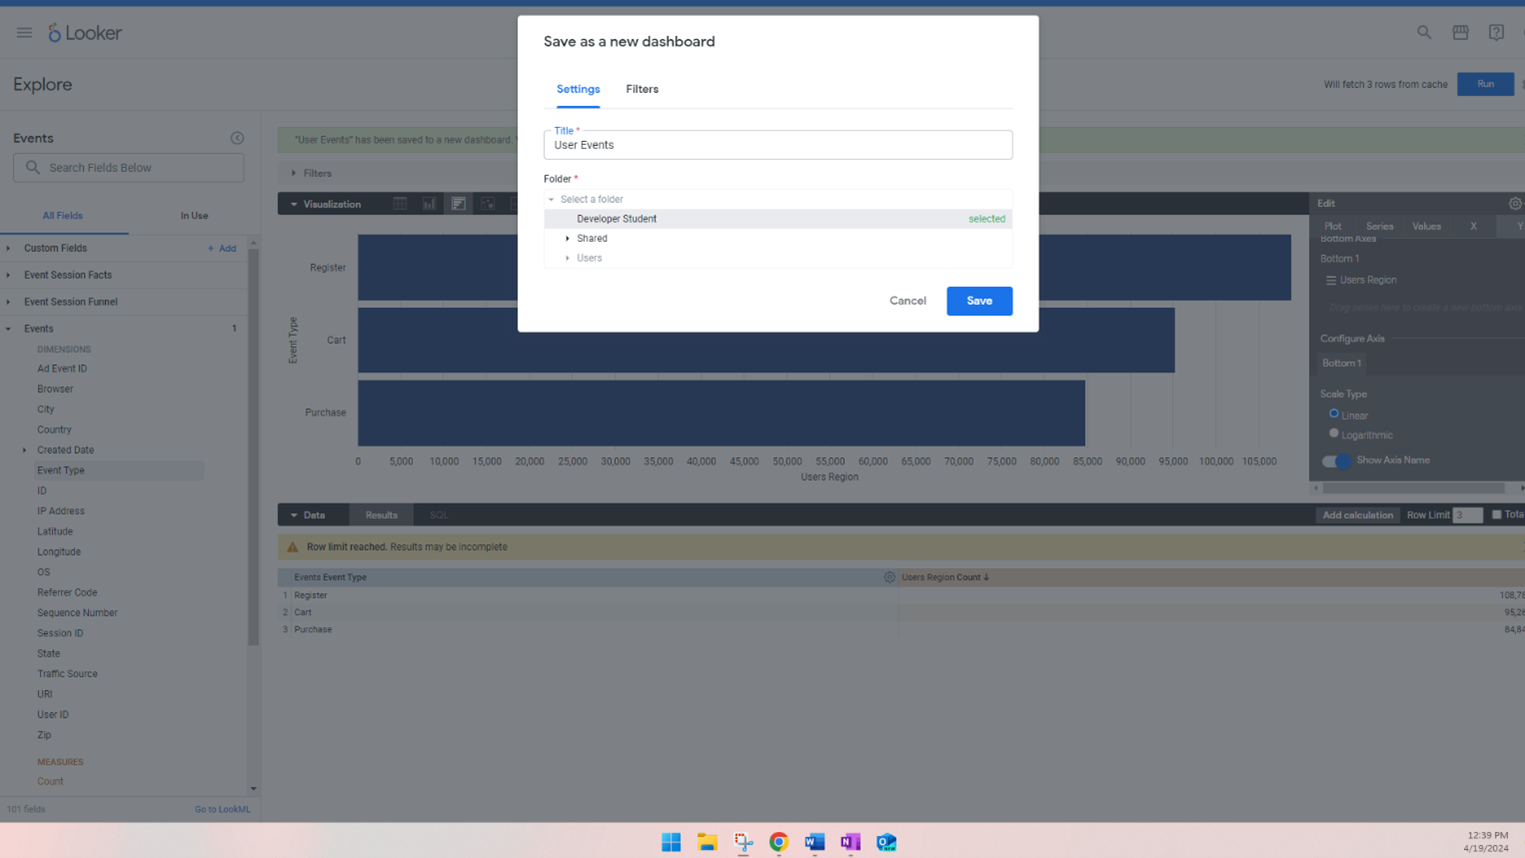 Looker
Explore
Will fetch 3 rows from cache
Run
Save as a new dashboard
Settings
Filters
Title *
User Events
Folder *
Select a folder
Developer Student
selected
Shared
Users
Cancel
Save
Events
Search Fields Below
All Fields
In Use
Custom Fields
+ Add
Event Session Facts
Event Session Funnel
Events
1
DIMENSIONS
Ad Event ID
Browser
City
Country
Created Date
Event Type
ID
IP Address
Latitude
Longitude
OS
Referrer Code
Sequence Number
Session ID
State
Traffic Source
URI
User ID
Zip
MEASURES
Count
101 fields
Go to LookML
"User Events" has been saved to a new dashboard.
Filters
Visualization
Event Type
Register
Cart
Purchase
0 5,000 10,000 15,000 20,000 25,000 30,000 35,000 40,000 45,000 50,000 55,000 60,000 65,000 70,000 75,000 80,000 85,000 90,000 95,000 100,000 105,000
Users Region
Edit
Plot Series Values X Y
Bottom Axes
Bottom 1
Users Region
Drag series here to create a new bottom axis
Configure Axis
Bottom 1
Scale Type
Linear
Logarithmic
Show Axis Name
Data
Results
SQL
Add calculation
Row Limit 3
Tota
Row limit reached. Results may be incomplete
Events Event Type
Users Region Count ↓
1 Register 108,78
2 Cart 95,26
3 Purchase 84,84
12:39 PM
4/19/2024